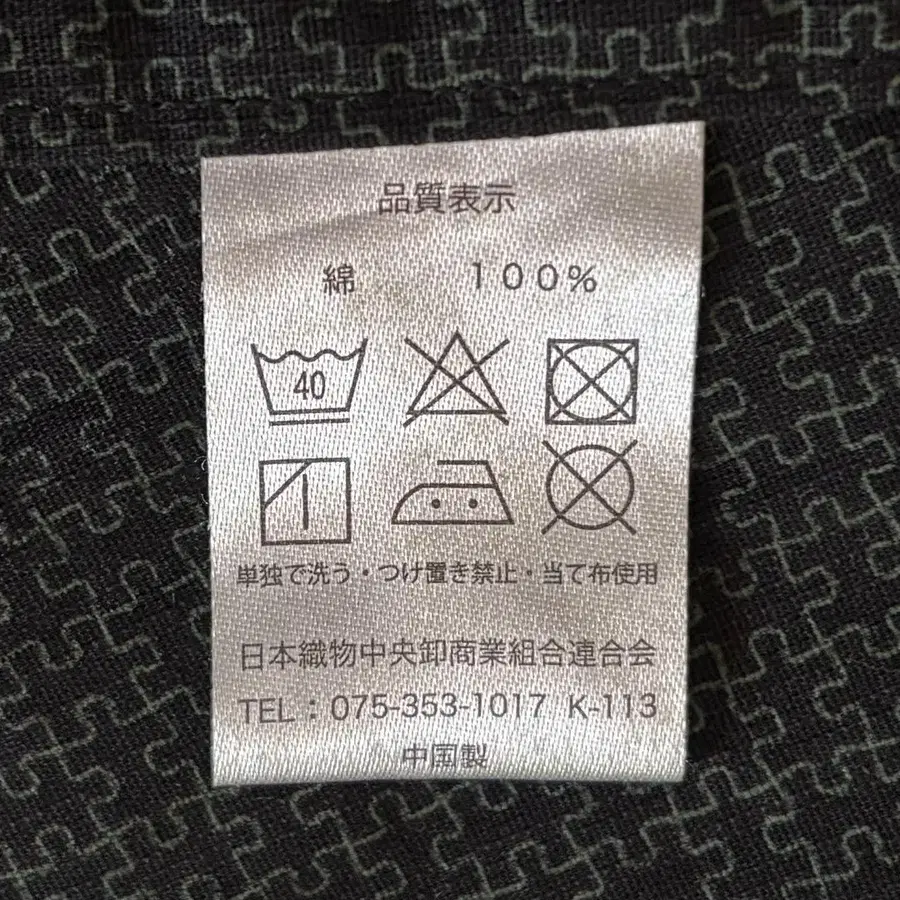 品質表示
綿 100%
40
単独で洗う・つけ置き禁止・当て布使用
日本織物中央卸商業組合連合会
TEL：075-353-1017 K-113
中国製